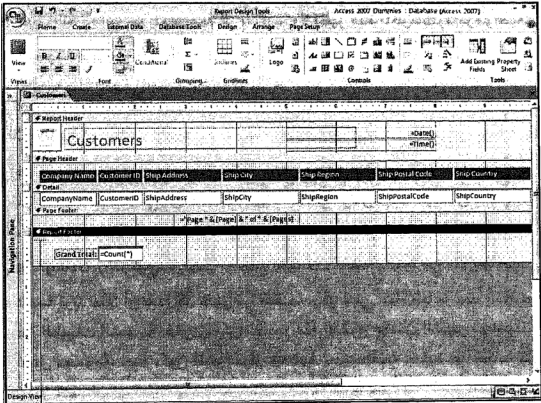 Report Design Tools Access 2007 Dummies : Database (Access 2007)
Home Create External Data Database Tools Design Arrange Page Setup
View
Conditional
Gridlines
Logo
Add Existing Fields
Property Sheet
Views Font Grouping... Gridlines Controls Tools
Customers
Report Header
Customers
=Date()
=Time()
Page Header
Company Name Customer ID Ship Address Ship City Ship Region Ship Postal Code Ship Country
Detail
CompanyName CustomerID ShipAddress ShipCity ShipRegion ShipPostalCode ShipCountry
Page Footer
="Page " & [Page] & " of " & [Pages]
Report Footer
Grand Total: =Count(*)
Navigation Pane
Design View